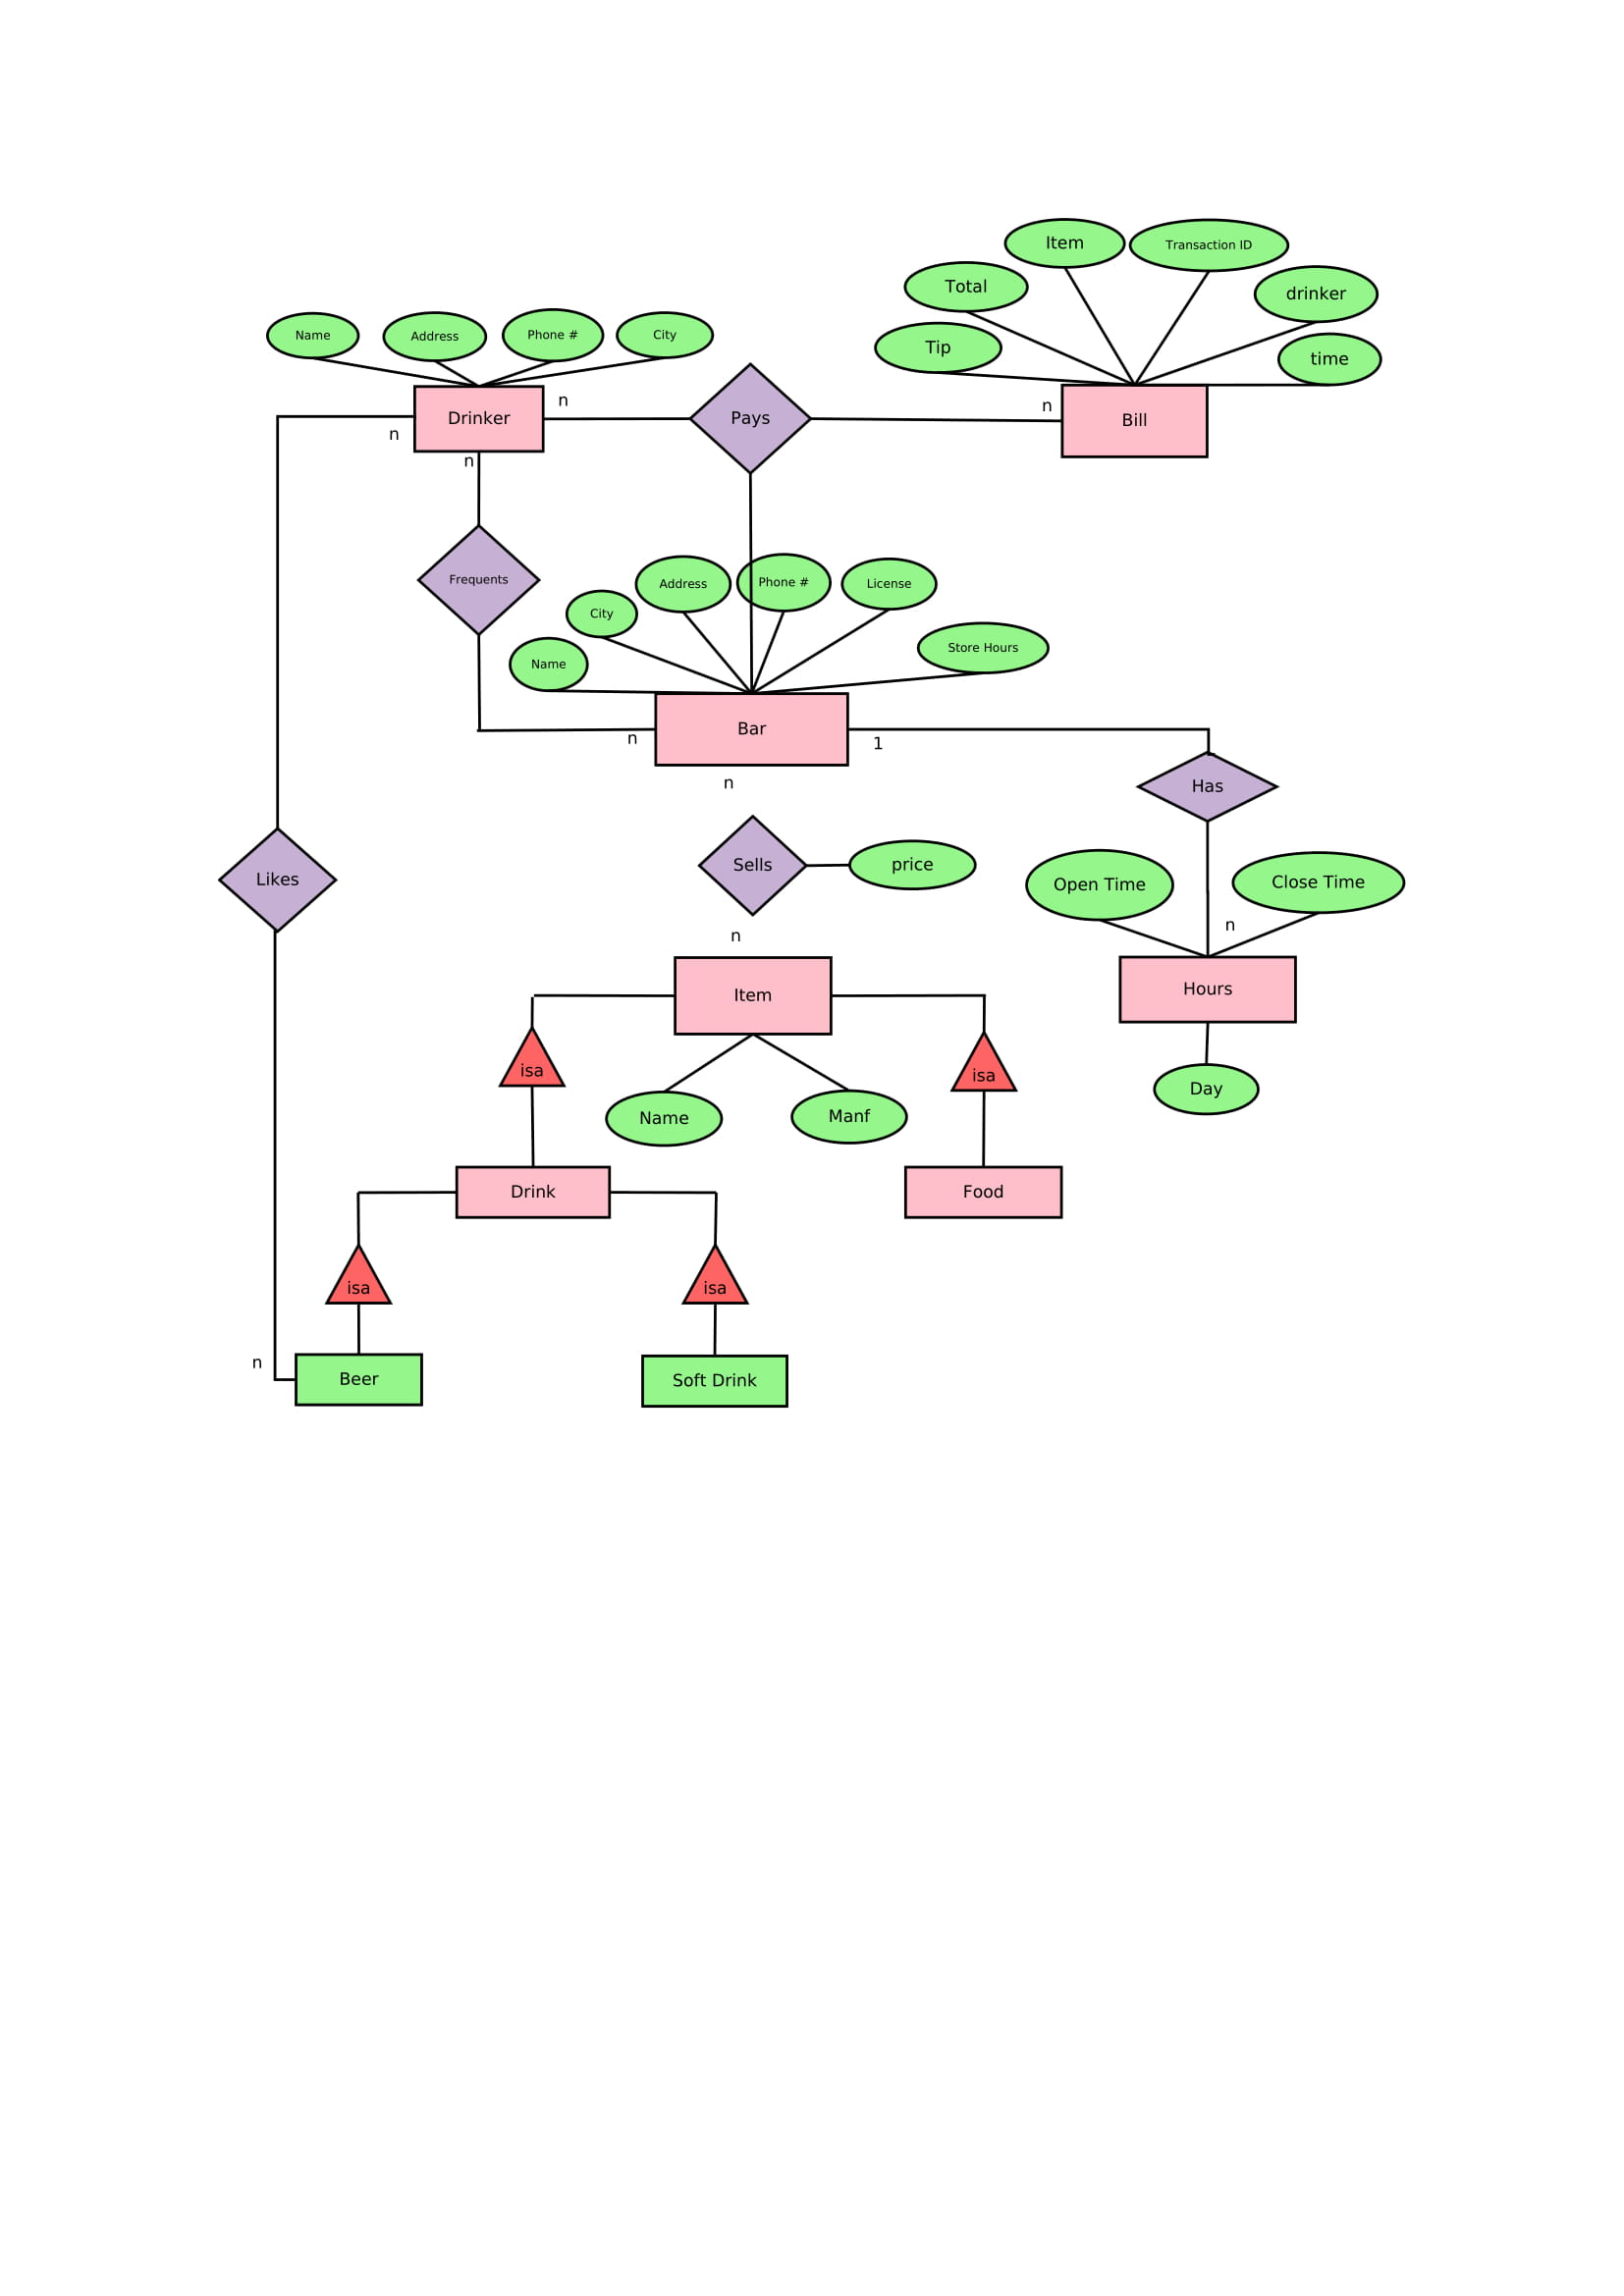 Item
Transaction ID
Total
drinker
Name
Address
Phone #
City
Tip
time
n
n
Drinker
Pays
Bill
n
n
Frequents
Address
Phone #
License
City
Store Hours
Name
Bar
n
1
n
Has
Sells
price
Likes
Open Time
Close Time
n
n
Item
Hours
isa
isa
Day
Name
Manf
Drink
Food
isa
isa
n
Beer
Soft Drink